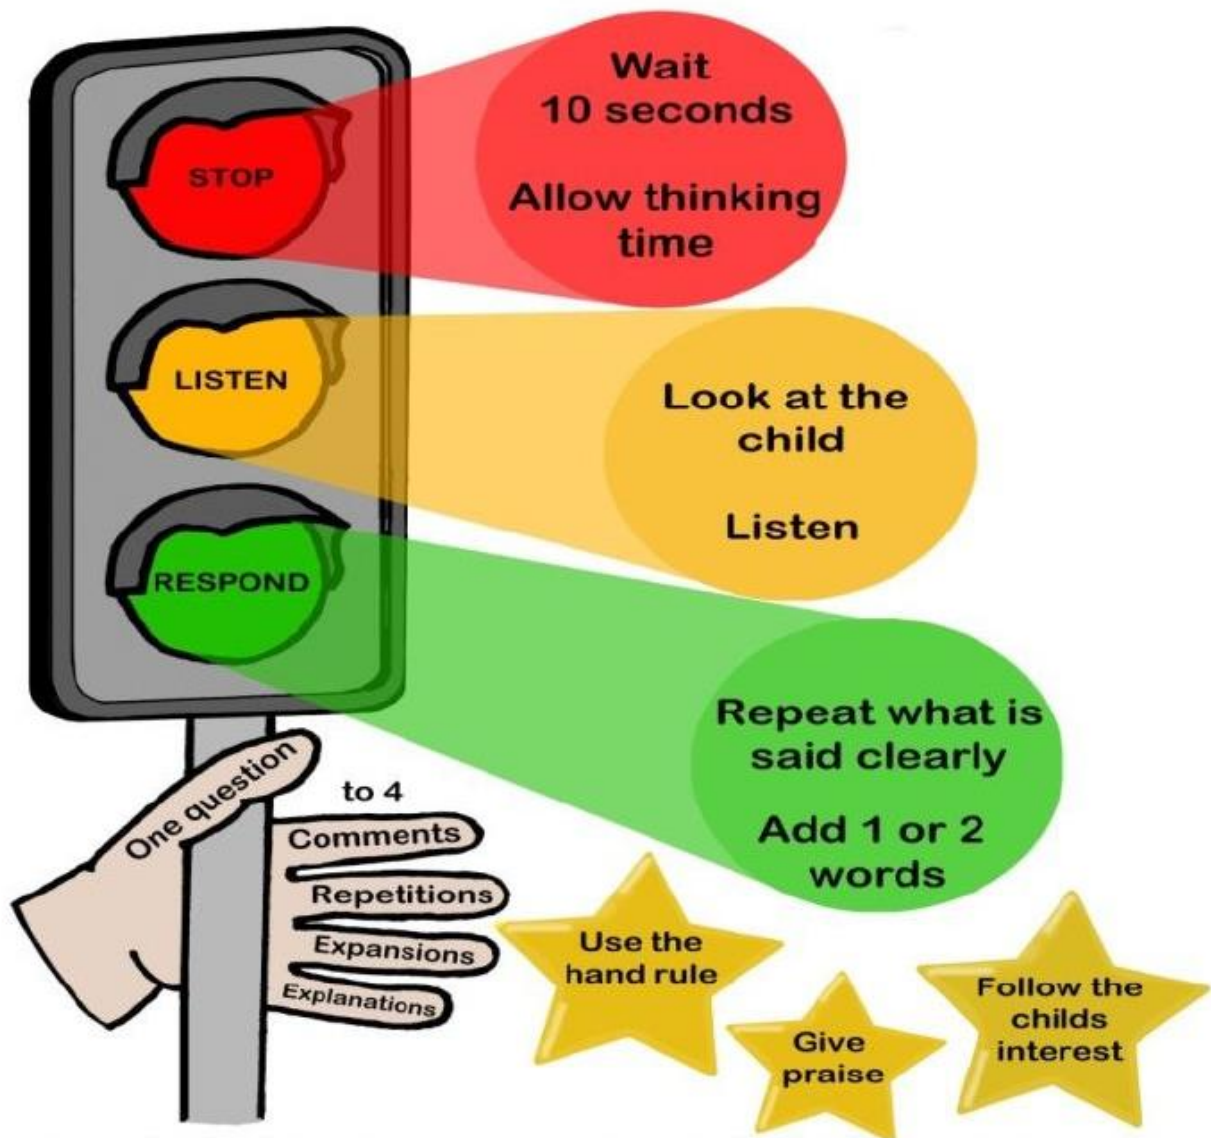 STOP
Wait
10 seconds
Allow thinking
time
LISTEN
Look at the
child
Listen
RESPOND
Repeat what is
said clearly
Add 1 or 2
words
One question
to 4
Comments
Repetitions
Expansions
Explanations
Use the
hand rule
Give
praise
Follow the
childs
interest